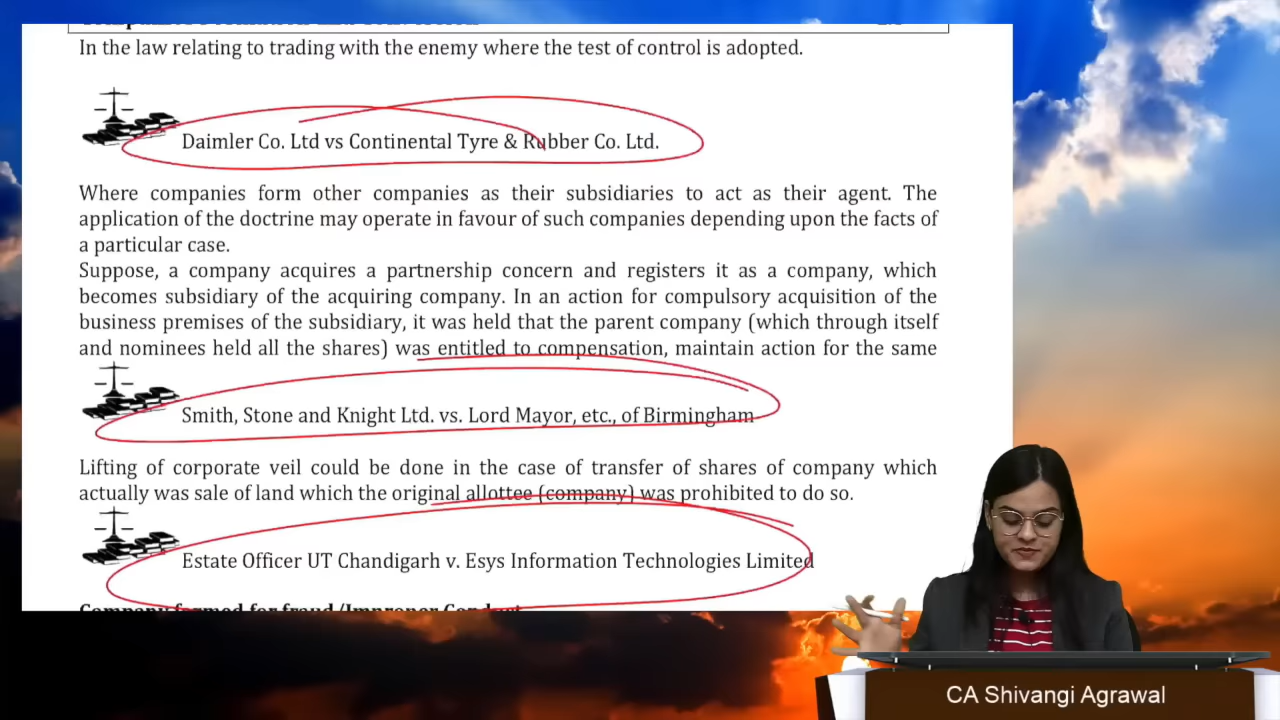 In the law relating to trading with the enemy where the test of control is adopted.
Daimler Co. Ltd vs Continental Tyre & Rubber Co. Ltd.
Where companies form other companies as their subsidiaries to act as their agent. The
application of the doctrine may operate in favour of such companies depending upon the facts of
a particular case.
Suppose, a company acquires a partnership concern and registers it as a company, which
becomes subsidiary of the acquiring company. In an action for compulsory acquisition of the
business premises of the subsidiary, it was held that the parent company (which through itself
and nominees held all the shares) was entitled to compensation, maintain action for the same
Smith, Stone and Knight Ltd. vs. Lord Mayor, etc., of Birmingham
Lifting of corporate veil could be done in the case of transfer of shares of company which
actually was sale of land which the original allottee (company) was prohibited to do so.
Estate Officer UT Chandigarh v. Esys Information Technologies Limited
Company formed for fraud/Improper Conduct
CA Shivangi Agrawal